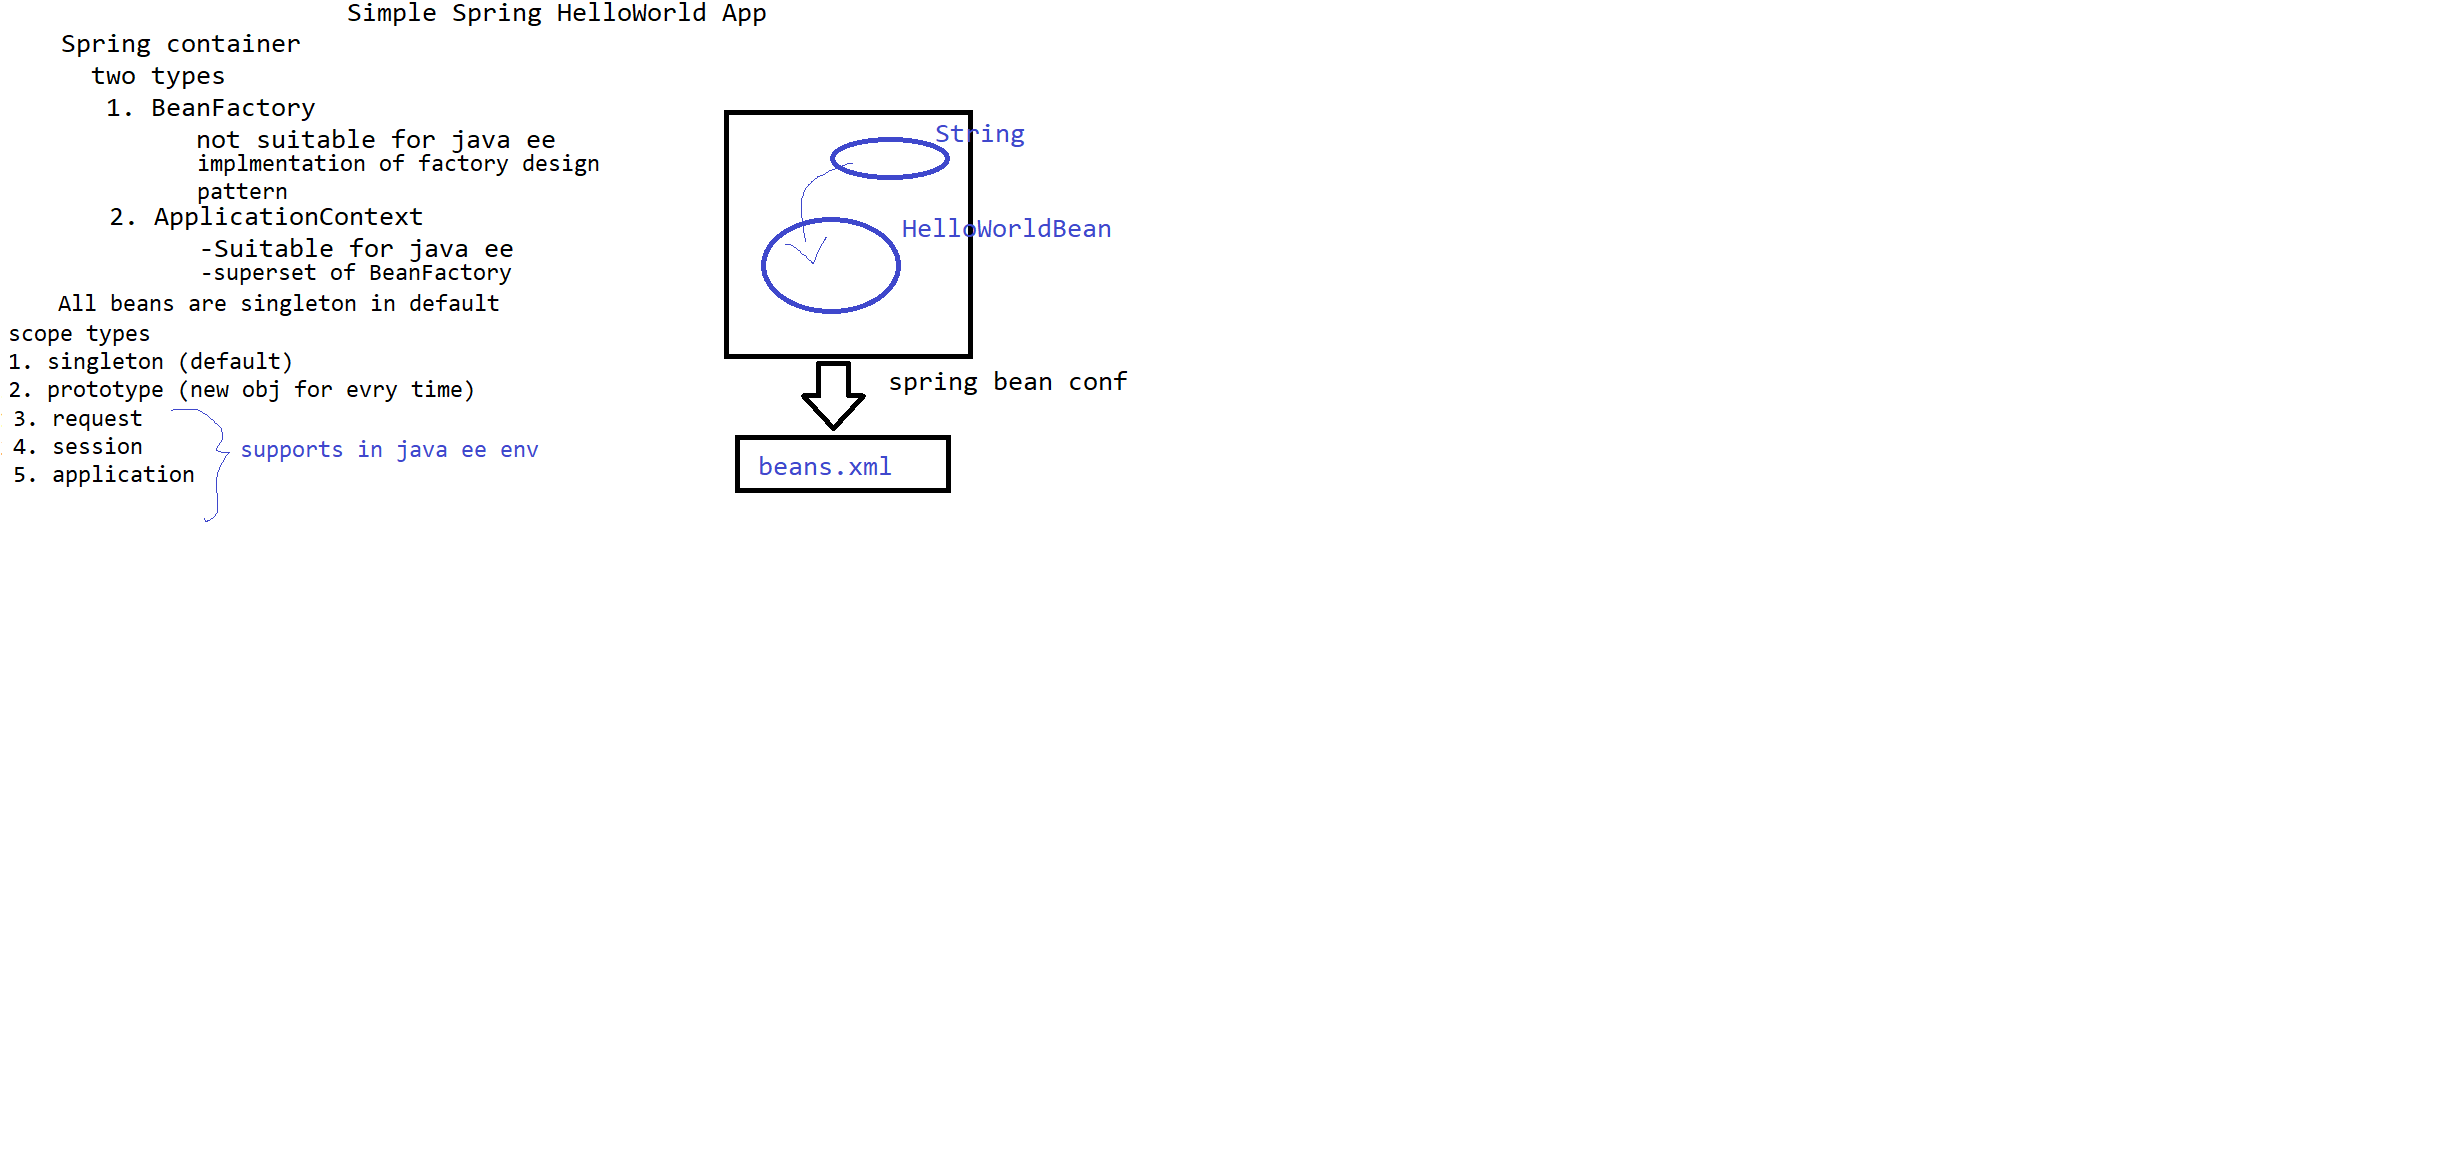 Simple Spring HelloWorld App
Spring container
two types
1. BeanFactory
not suitable for java ee
implmentation of factory design
pattern
2. ApplicationContext
-Suitable for java ee
-superset of BeanFactory
All beans are singleton in default
scope types
1. singleton (default)
2. prototype (new obj for evry time)
3. request
4. session
5. application
supports in java ee env
String
HelloWorldBean
spring bean conf
beans.xml